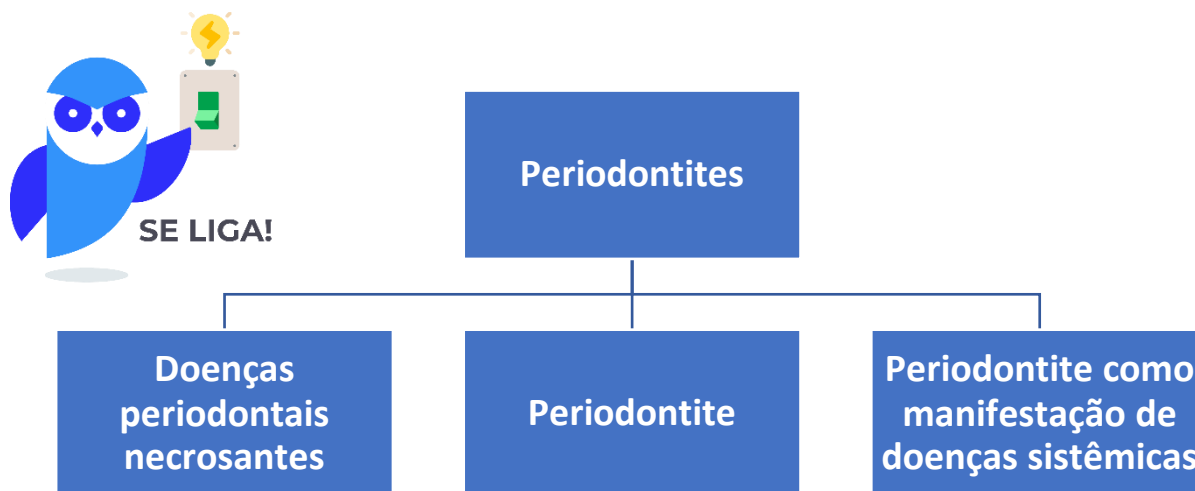 SE LIGA!
Periodontites
Doenças
periodontais
necrosantes
Periodontite
Periodontite como
manifestação de
doenças sistêmicas